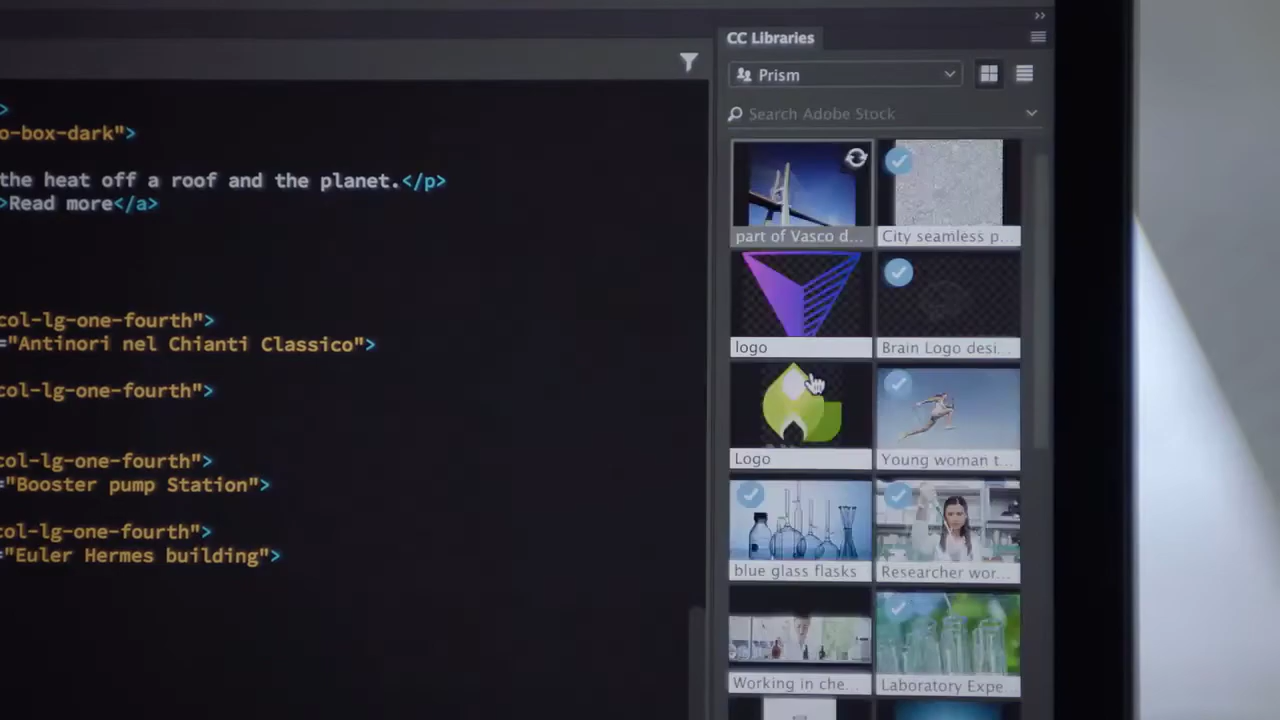 >
o-box-dark">
the heat off a roof and the planet.</p>
>Read more</a>
col-lg-one-fourth">
="Antinori nel Chianti Classico">
col-lg-one-fourth">
col-lg-one-fourth">
="Booster pump Station">
col-lg-one-fourth">
="Euler Hermes building">
CC Libraries
Prism
Search Adobe Stock
part of Vasco d...
City seamless p...
logo
Brain Logo desi...
Logo
Young woman t...
blue glass flasks
Researcher wor...
Working in che...
Laboratory Expe